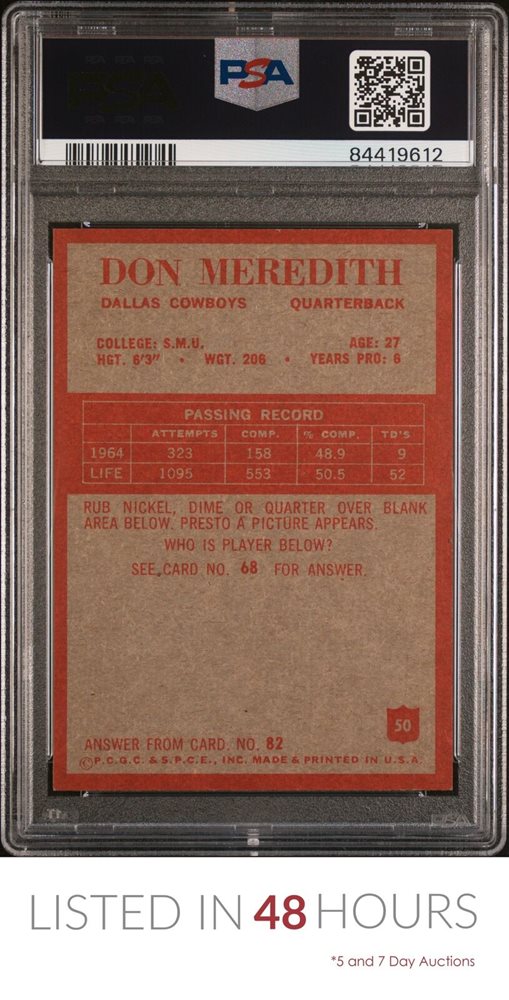 PSA
84419612
DON MEREDITH
DALLAS COWBOYS QUARTERBACK
COLLEGE: S.M.U. AGE: 27
HGT. 6'3" • WGT. 206 • YEARS PRO: 6
PASSING RECORD
ATTEMPTS COMP. % COMP. TD'S
1964 323 158 48.9 9
LIFE 1095 553 50.5 52
RUB NICKEL, DIME OR QUARTER OVER BLANK
AREA BELOW. PRESTO A PICTURE APPEARS.
WHO IS PLAYER BELOW?
SEE CARD NO. 68 FOR ANSWER.
50
ANSWER FROM CARD. NO. 82
©P.C.G.C. & S.P.C.E., INC. MADE & PRINTED IN U.S.A.
PSA
LISTED IN 48 HOURS
*5 and 7 Day Auctions